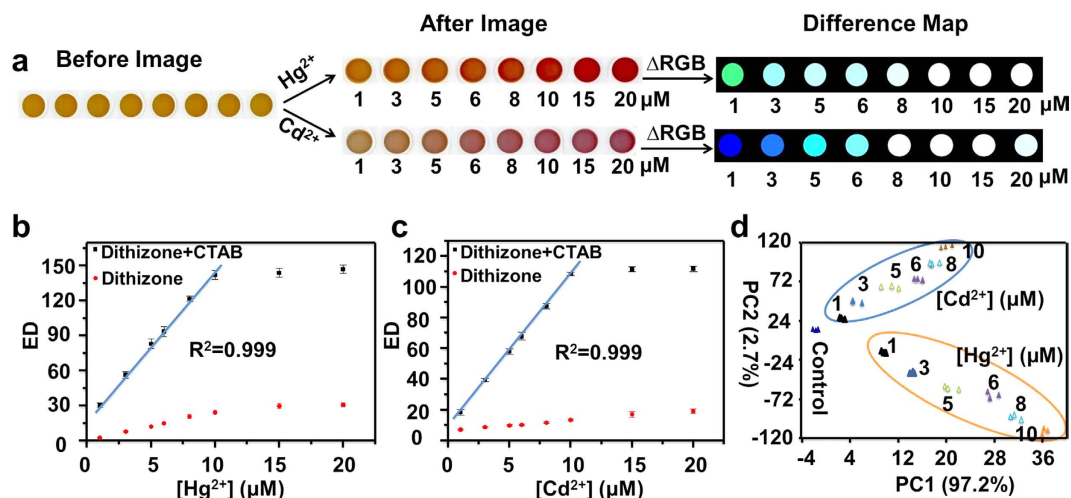 a
Before Image
After Image
Difference Map
Hg²⁺
Cd²⁺
1 3 5 6 8 10 15 20 μM
1 3 5 6 8 10 15 20 μM
ΔRGB
ΔRGB
1 3 5 6 8 10 15 20 μM
1 3 5 6 8 10 15 20 μM
b
Dithizone+CTAB
Dithizone
R²=0.999
ED
150
120
90
60
30
0
0 5 10 15 20
[Hg²⁺] (μM)
c
Dithizone+CTAB
Dithizone
R²=0.999
ED
120
100
80
60
40
20
0
0 5 10 15 20
[Cd²⁺] (μM)
d
PC2 (2.7%)
120
72
24
-24
-72
-120
Control
1 3 5 6 8 10
[Cd²⁺] (μM)
[Hg²⁺] (μM)
1 3 5 6 8 10
-4 4 12 20 28 36
PC1 (97.2%)